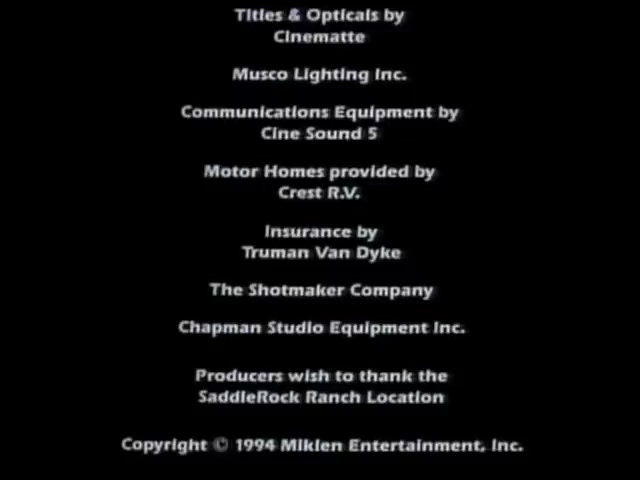 Titles & Opticals by
Cinematte
Musco Lighting Inc.
Communications Equipment by
Cine Sound 5
Motor Homes provided by
Crest R.V.
Insurance by
Truman Van Dyke
The Shotmaker Company
Chapman Studio Equipment Inc.
Producers wish to thank the
SaddleRock Ranch Location
Copyright © 1994 Miklen Entertainment, Inc.